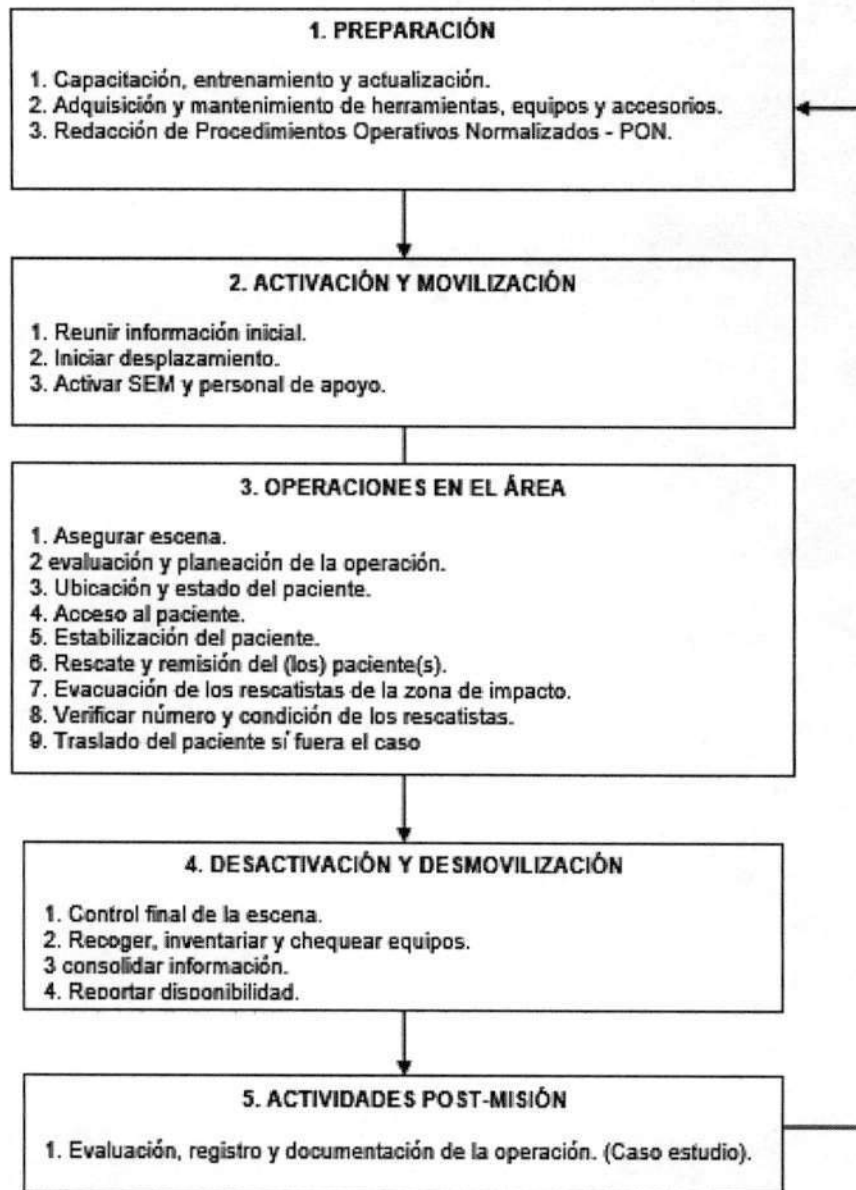 1. PREPARACIÓN
1. Capacitación, entrenamiento y actualización.
2. Adquisición y mantenimiento de herramientas, equipos y accesorios.
3. Redacción de Procedimientos Operativos Normalizados - PON.
2. ACTIVACIÓN Y MOVILIZACIÓN
1. Reunir información inicial.
2. Iniciar desplazamiento.
3. Activar SEM y personal de apoyo.
3. OPERACIONES EN EL ÁREA
1. Asegurar escena.
2 evaluación y planeación de la operación.
3. Ubicación y estado del paciente.
4. Acceso al paciente.
5. Estabilización del paciente.
6. Rescate y remisión del (los) paciente(s).
7. Evacuación de los rescatistas de la zona de impacto.
8. Verificar número y condición de los rescatistas.
9. Traslado del paciente sí fuera el caso
4. DESACTIVACIÓN Y DESMOVILIZACIÓN
1. Control final de la escena.
2. Recoger, inventariar y chequear equipos.
3 consolidar información.
4. Reportar disponibilidad.
5. ACTIVIDADES POST-MISIÓN
1. Evaluación, registro y documentación de la operación. (Caso estudio).